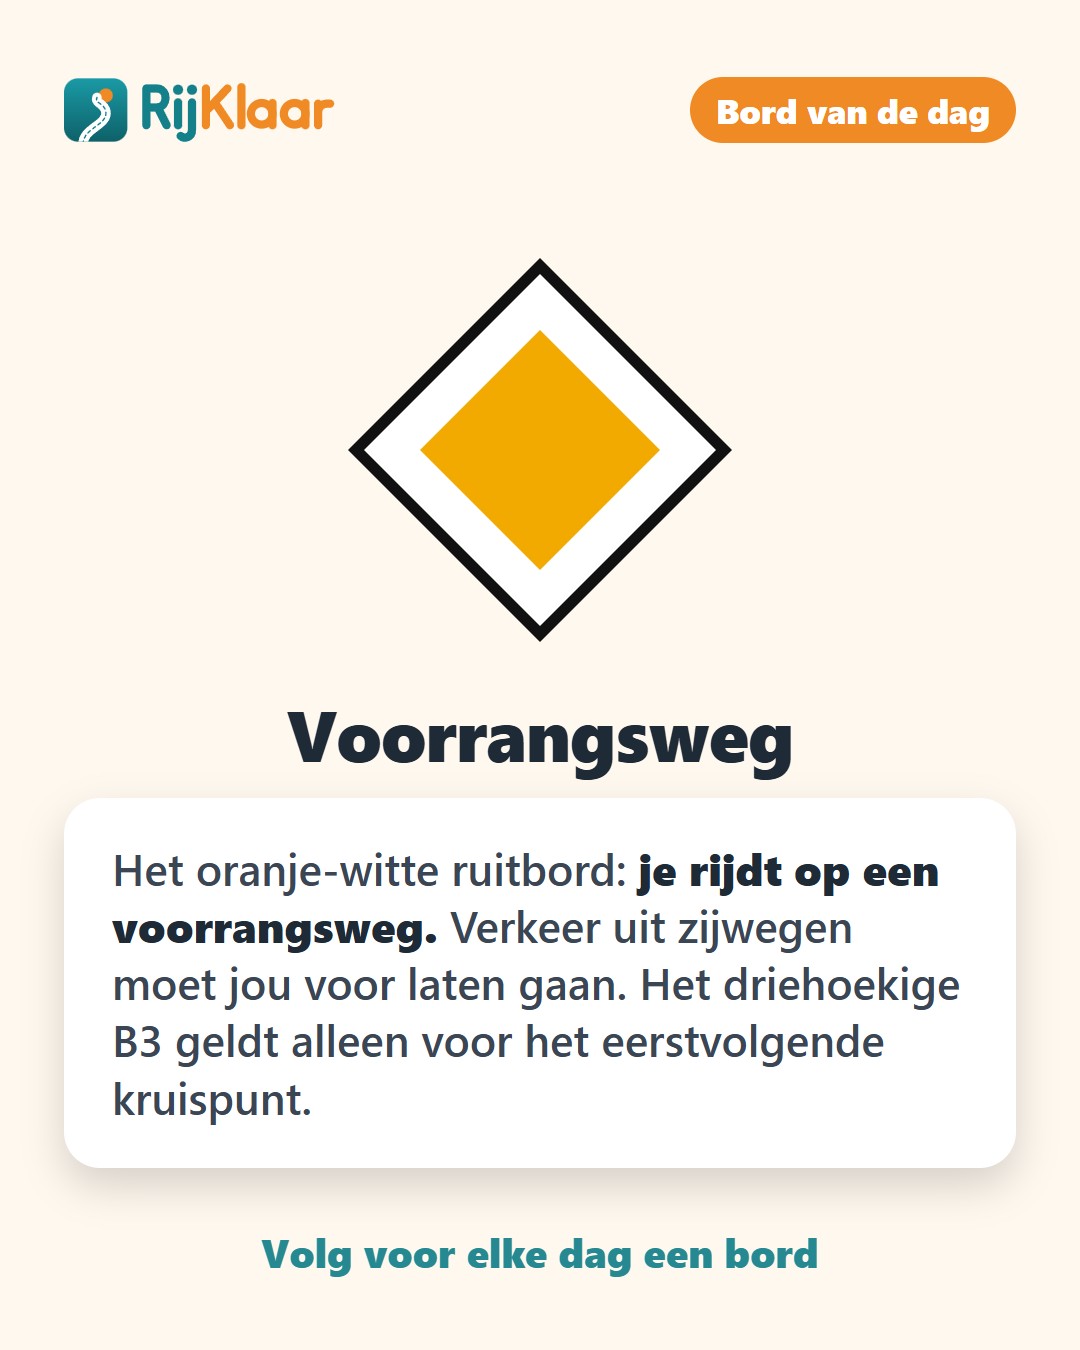 RijKlaar
Bord van de dag
Voorrangsweg
Het oranje-witte ruitbord: je rijdt op een
voorrangsweg. Verkeer uit zijwegen
moet jou voor laten gaan. Het driehoekige
B3 geldt alleen voor het eerstvolgende
kruispunt.
Volg voor elke dag een bord